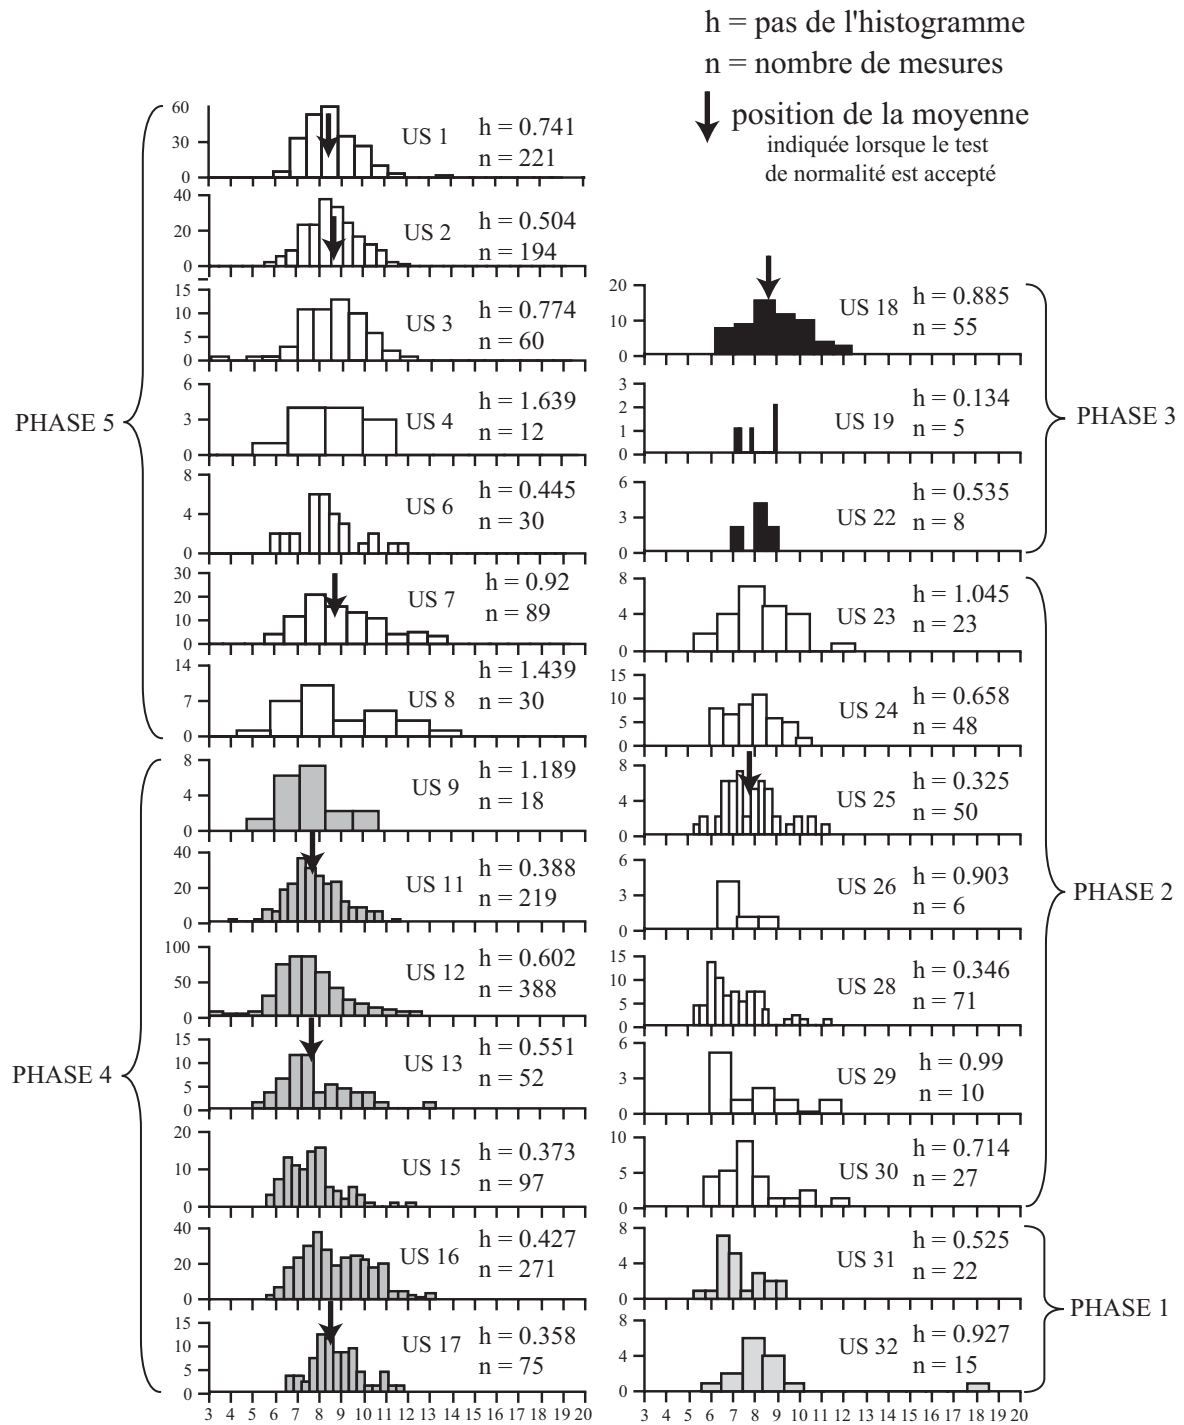 h = pas de l'histogramme
n = nombre de mesures
position de la moyenne
indiquée lorsque le test
de normalité est accepté
PHASE 5
60
30
0
US 1
h = 0.741
n = 221
40
20
0
US 2
h = 0.504
n = 194
15
10
5
0
US 3
h = 0.774
n = 60
6
3
0
US 4
h = 1.639
n = 12
8
4
0
US 6
h = 0.445
n = 30
30
20
10
0
US 7
h = 0.92
n = 89
14
7
0
US 8
h = 1.439
n = 30
PHASE 4
8
4
0
US 9
h = 1.189
n = 18
40
20
0
US 11
h = 0.388
n = 219
100
50
0
US 12
h = 0.602
n = 388
15
10
5
0
US 13
h = 0.551
n = 52
20
10
0
US 15
h = 0.373
n = 97
40
20
0
US 16
h = 0.427
n = 271
15
10
5
0
US 17
h = 0.358
n = 75
3 4 5 6 7 8 9 10 11 12 13 14 15 16 17 18 19 20
20
10
0
US 18
h = 0.885
n = 55
PHASE 3
3
2
1
0
US 19
h = 0.134
n = 5
6
3
0
US 22
h = 0.535
n = 8
8
4
0
US 23
h = 1.045
n = 23
PHASE 2
15
10
5
0
US 24
h = 0.658
n = 48
8
4
0
US 25
h = 0.325
n = 50
6
3
0
US 26
h = 0.903
n = 6
15
10
5
0
US 28
h = 0.346
n = 71
6
3
0
US 29
h = 0.99
n = 10
10
5
0
US 30
h = 0.714
n = 27
8
4
0
US 31
h = 0.525
n = 22
PHASE 1
8
4
0
US 32
h = 0.927
n = 15
3 4 5 6 7 8 9 10 11 12 13 14 15 16 17 18 19 20